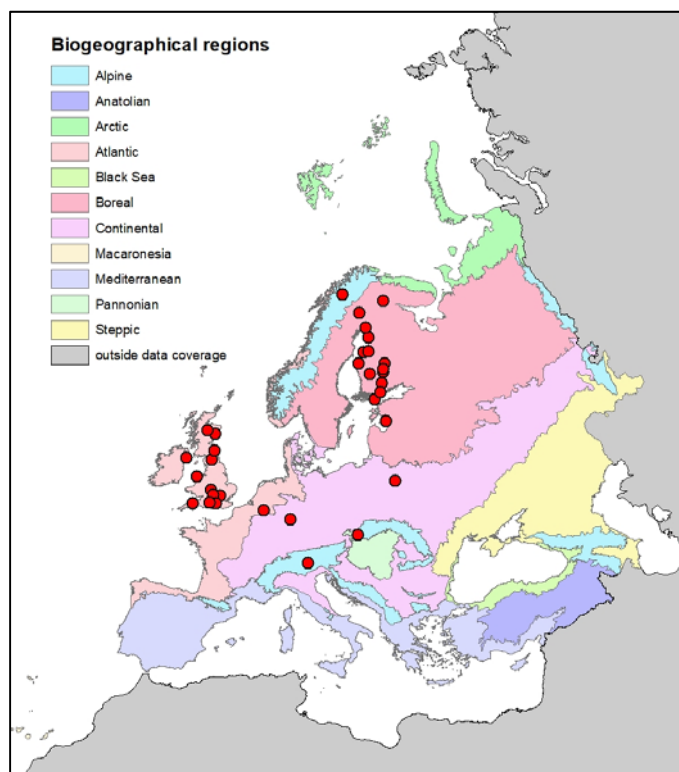 Biogeographical regions
Alpine
Anatolian
Arctic
Atlantic
Black Sea
Boreal
Continental
Macaronesia
Mediterranean
Pannonian
Steppic
outside data coverage